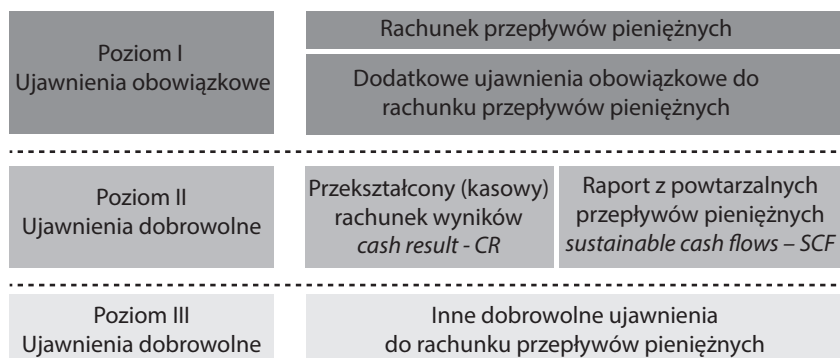 Poziom I
Ujawnienia obowiązkowe
Rachunek przepływów pieniężnych
Dodatkowe ujawnienia obowiązkowe do
rachunku przepływów pieniężnych
Poziom II
Ujawnienia dobrowolne
Przekształcony (kasowy)
rachunek wyników
cash result - CR
Raport z powtarzalnych
przepływów pieniężnych
sustainable cash flows – SCF
Poziom III
Ujawnienia dobrowolne
Inne dobrowolne ujawnienia
do rachunku przepływów pieniężnych